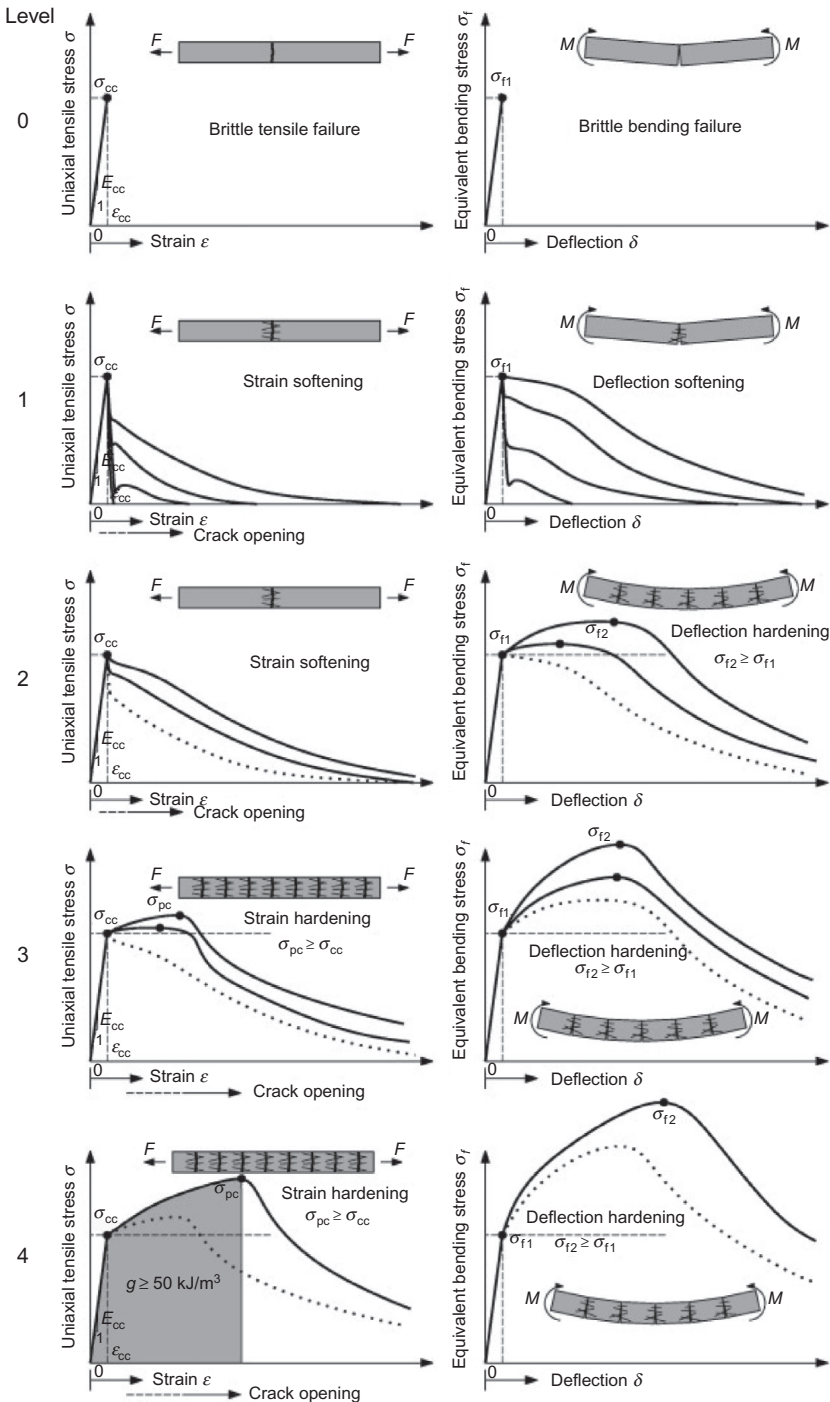 Level
0
Uniaxial tensile stress σ
F
F
σcc
Brittle tensile failure
Ecc
1
εcc
0
Strain ε
Equivalent bending stress σf
M
M
σf1
Brittle bending failure
0
Deflection δ
1
Uniaxial tensile stress σ
F
F
σcc
Strain softening
Ecc
1
εcc
0
Strain ε
Crack opening
Equivalent bending stress σf
M
M
σf1
Deflection softening
0
Deflection δ
2
Uniaxial tensile stress σ
F
F
σcc
Strain softening
Ecc
1
εcc
0
Strain ε
Crack opening
Equivalent bending stress σf
M
M
σf1
σf2
Deflection hardening
σf2 ≥ σf1
0
Deflection δ
3
Uniaxial tensile stress σ
F
F
σpc
σcc
Strain hardening
σpc ≥ σcc
Ecc
1
εcc
0
Strain ε
Crack opening
Equivalent bending stress σf
σf2
σf1
Deflection hardening
σf2 ≥ σf1
M
M
0
Deflection δ
4
Uniaxial tensile stress σ
F
F
σpc
σcc
Strain hardening
σpc ≥ σcc
g ≥ 50 kJ/m³
Ecc
1
εcc
0
Strain ε
Crack opening
Equivalent bending stress σf
σf2
Deflection hardening
σf1
σf2 ≥ σf1
M
M
0
Deflection δ